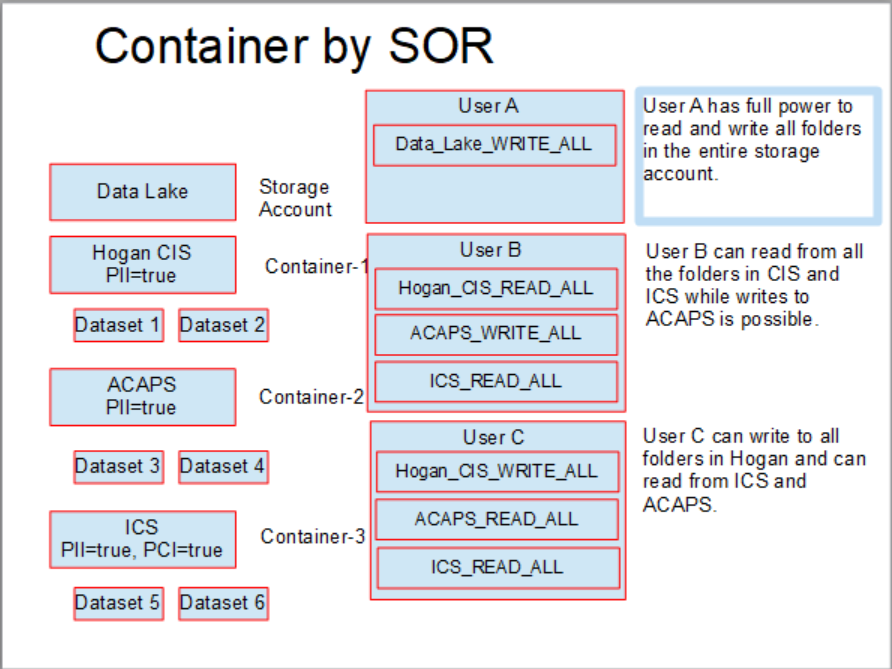 Container by SOR
User A
Data_Lake_WRITE_ALL
User A has full power to
read and write all folders
in the entire storage
account.
Data Lake
Storage
Account
Hogan CIS
PII=true
Container-1
Dataset 1
Dataset 2
User B
Hogan_CIS_READ_ALL
ACAPS_WRITE_ALL
ICS_READ_ALL
User B can read from all
the folders in CIS and
ICS while writes to
ACAPS is possible.
ACAPS
PII=true
Container-2
Dataset 3
Dataset 4
User C
Hogan_CIS_WRITE_ALL
ACAPS_READ_ALL
ICS_READ_ALL
User C can write to all
folders in Hogan and can
read from ICS and
ACAPS.
ICS
PII=true, PCI=true
Container-3
Dataset 5
Dataset 6